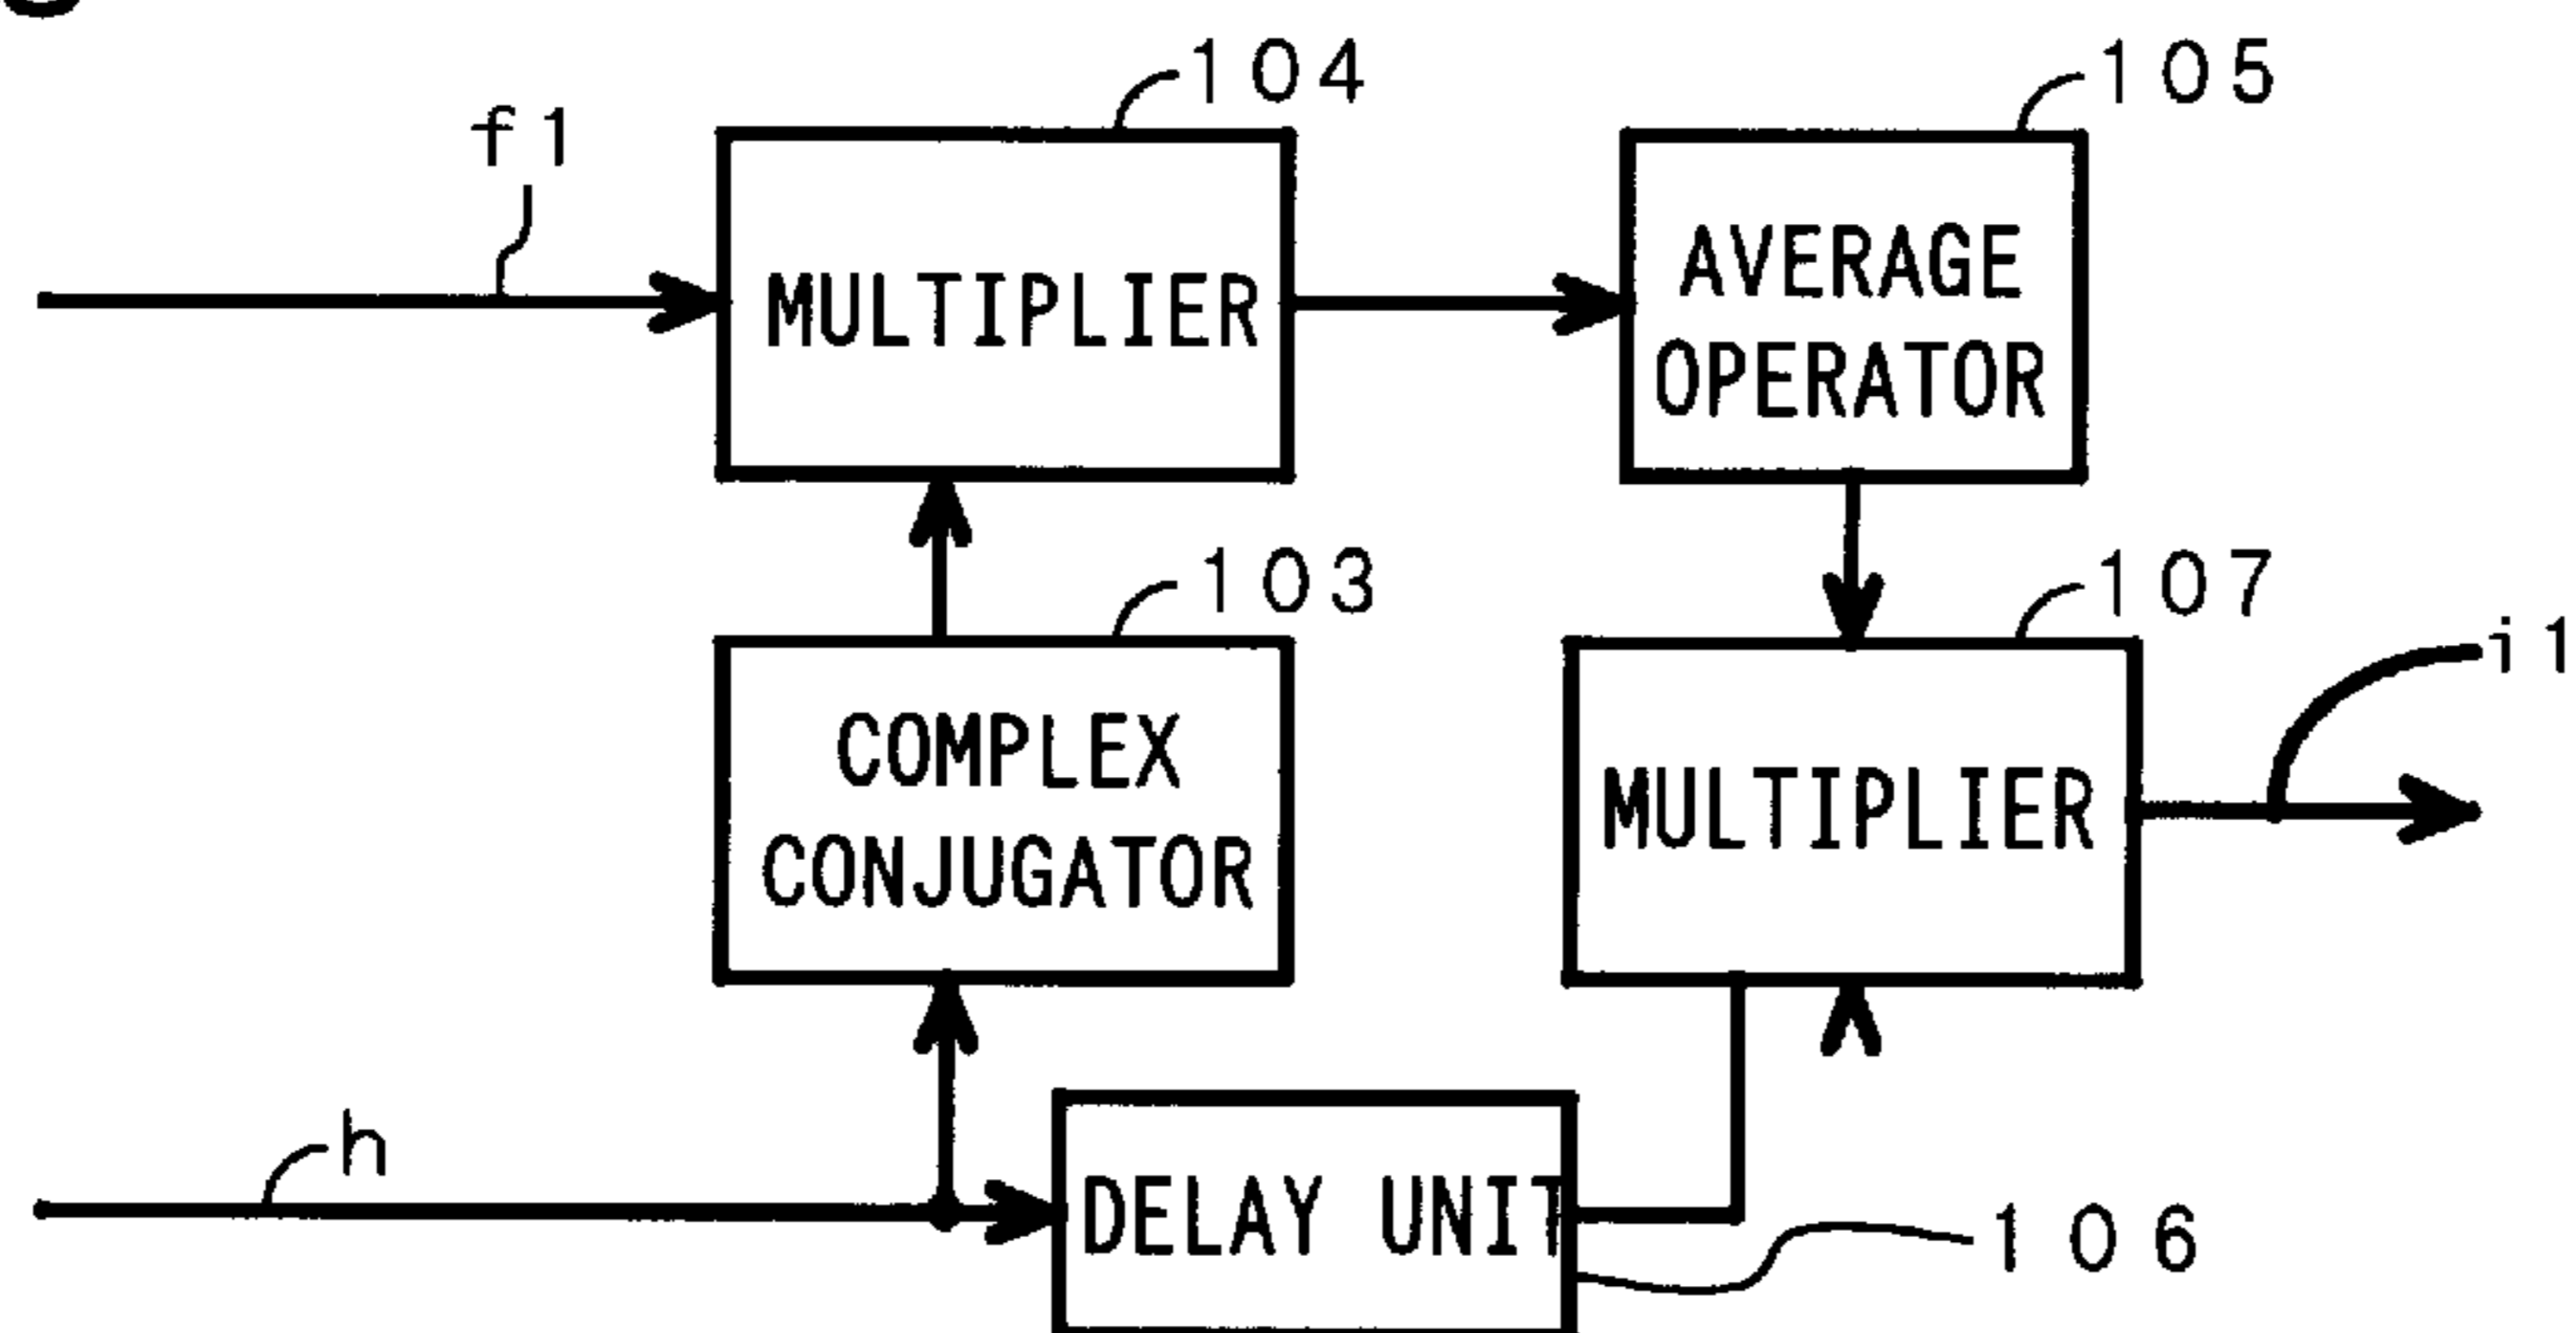 104
105
f1
MULTIPLIER
AVERAGE
OPERATOR
103
107
i1
COMPLEX
CONJUGATOR
MULTIPLIER
h
DELAY UNIT
106